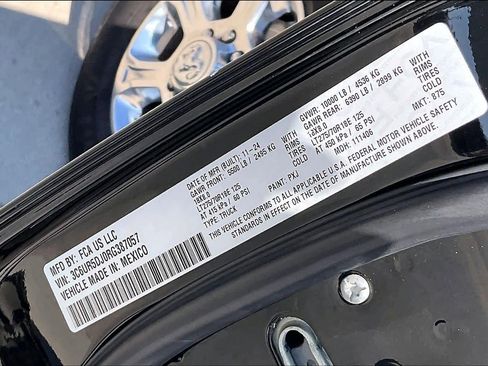 MFD BY: FCA US LLC
DATE OF MFR (BUILT): 11-24
GVWR: 10000 LB / 4536 KG
GAWR FRONT: 5500 LB / 2495 KG
WITH
GAWR REAR: 6390 LB / 2899 KG
WITH
18X8.0
RIMS
18X8.0
RIMS
LT275/70R18E 125
TIRES
LT275/70R18E 125
TIRES
AT 415 kPa / 60 PSI
COLD
AT 450 kPa / 65 PSI
COLD
VIN: 3C6UR5DJ0RG387057
TYPE: TRUCK
PAINT: PXJ
MDH: 111406
MKT: 875
VEHICLE MADE IN: MEXICO
THIS VEHICLE CONFORMS TO ALL APPLICABLE U.S.A. FEDERAL MOTOR VEHICLE SAFETY
STANDARDS IN EFFECT ON THE DATE OF MANUFACTURE SHOWN ABOVE.